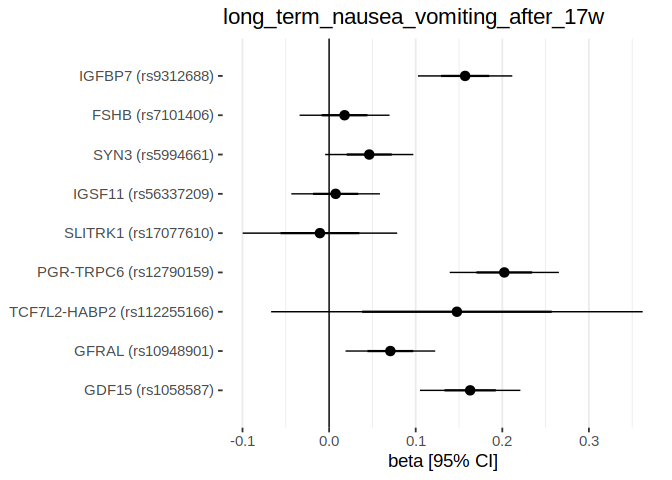 long_term_nausea_vomiting_after_17w
IGFBP7 (rs9312688)
FSHB (rs7101406)
SYN3 (rs5994661)
IGSF11 (rs56337209)
SLITRK1 (rs17077610)
PGR-TRPC6 (rs12790159)
TCF7L2-HABP2 (rs112255166)
GFRAL (rs10948901)
GDF15 (rs1058587)
-0.1 0.0 0.1 0.2 0.3
beta [95% CI]